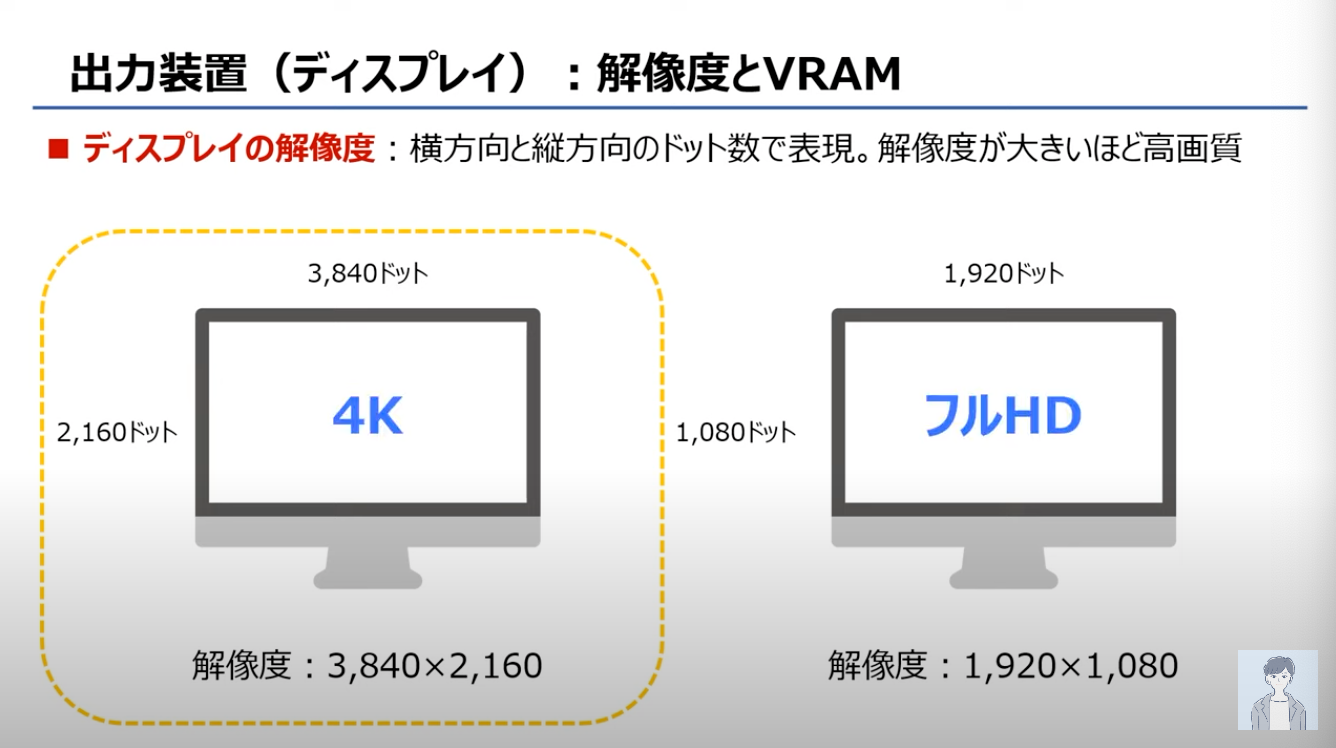 出力装置（ディスプレイ）：解像度とVRAM
■ ディスプレイの解像度：横方向と縦方向のドット数で表現。解像度が大きいほど高画質
3,840ドット
2,160ドット
4K
解像度：3,840×2,160
1,920ドット
1,080ドット
フルHD
解像度：1,920×1,080